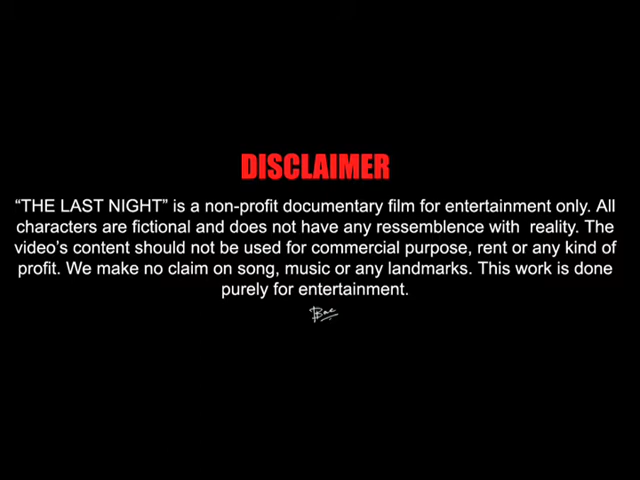 DISCLAIMER
“THE LAST NIGHT” is a non-profit documentary film for entertainment only. All
characters are fictional and does not have any ressemblence with reality. The
video’s content should not be used for commercial purpose, rent or any kind of
profit. We make no claim on song, music or any landmarks. This work is done
purely for entertainment.